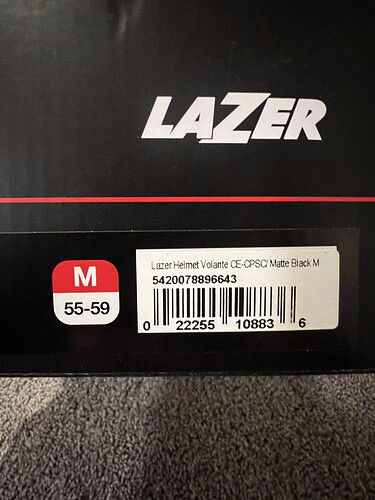 LAZER
M
55-59
Lazer Helmet Volante CE-CPSC/ Matte Black M
5420078896643
0 22255 10883 6